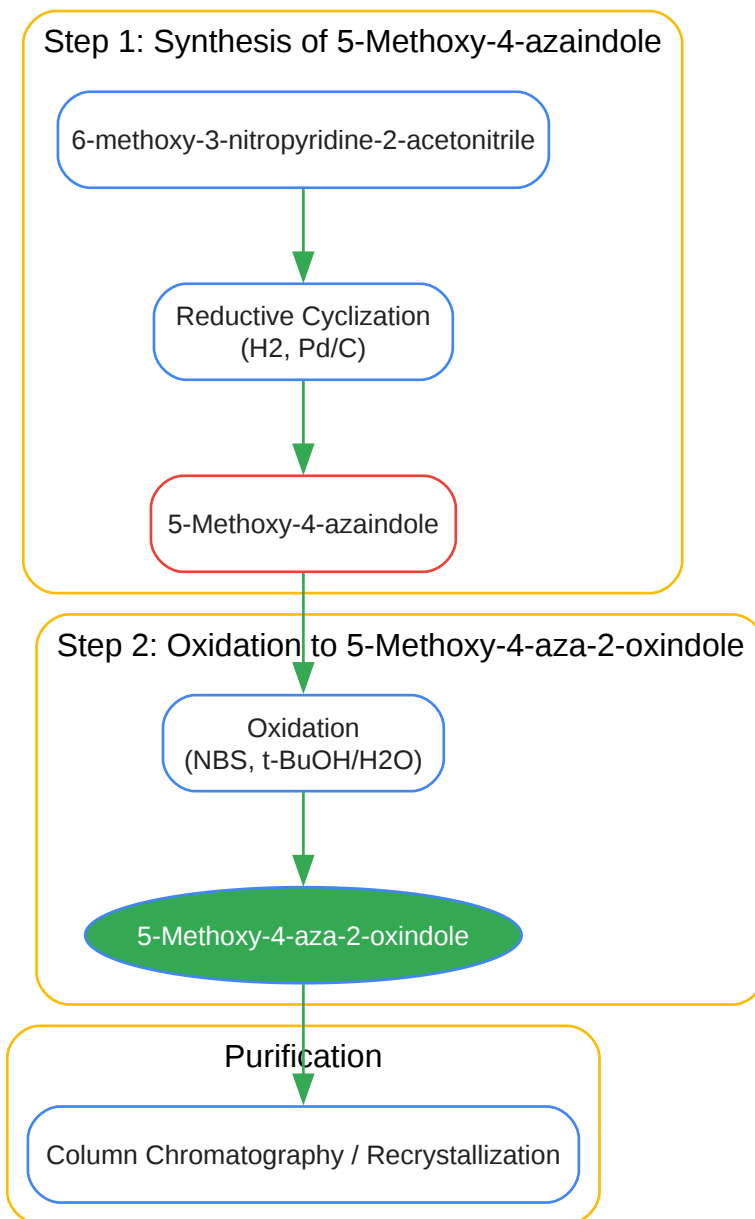 Step 1: Synthesis of 5-Methoxy-4-azaindole
6-methoxy-3-nitropyridine-2-acetonitrile
Reductive Cyclization
(H2, Pd/C)
5-Methoxy-4-azaindole
Step 2: Oxidation to 5-Methoxy-4-aza-2-oxindole
Oxidation
(NBS, t-BuOH/H2O)
5-Methoxy-4-aza-2-oxindole
Purification
Column Chromatography / Recrystallization